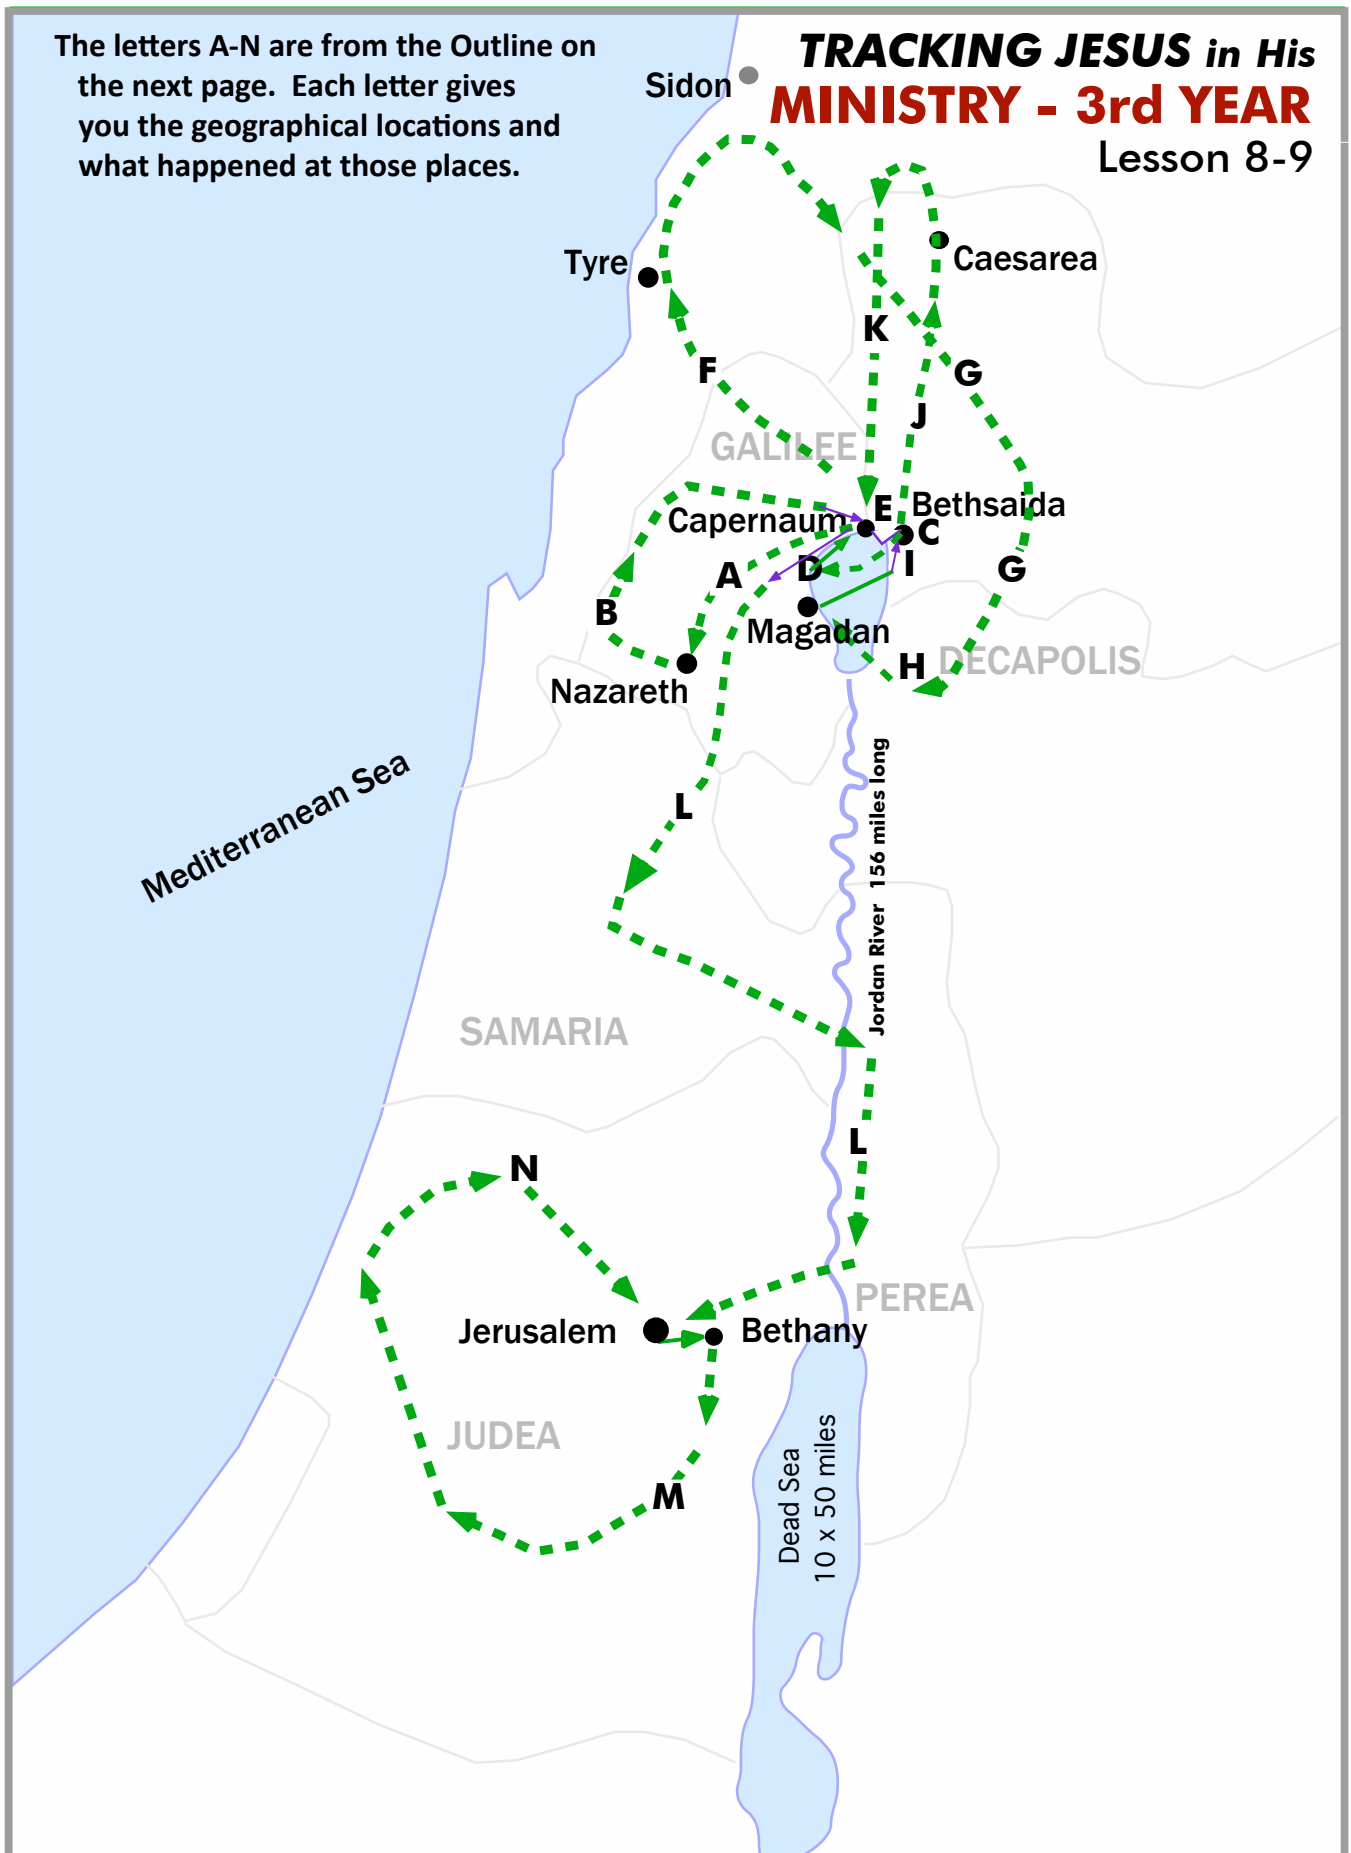 The letters A-N are from the Outline on
the next page. Each letter gives
you the geographical locations and
what happened at those places.
TRACKING JESUS in His
MINISTRY - 3rd YEAR
Lesson 8-9
Sidon
Tyre
Caesarea
K
F
G
J
GALILEE
E
Bethsaida
Capernaum
C
D
I
A
G
B
Magadan
H
DECAPOLIS
Nazareth
Mediterranean Sea
L
Jordan River 156 miles long
SAMARIA
L
N
PEREA
Jerusalem
Bethany
JUDEA
M
Dead Sea
10 x 50 miles